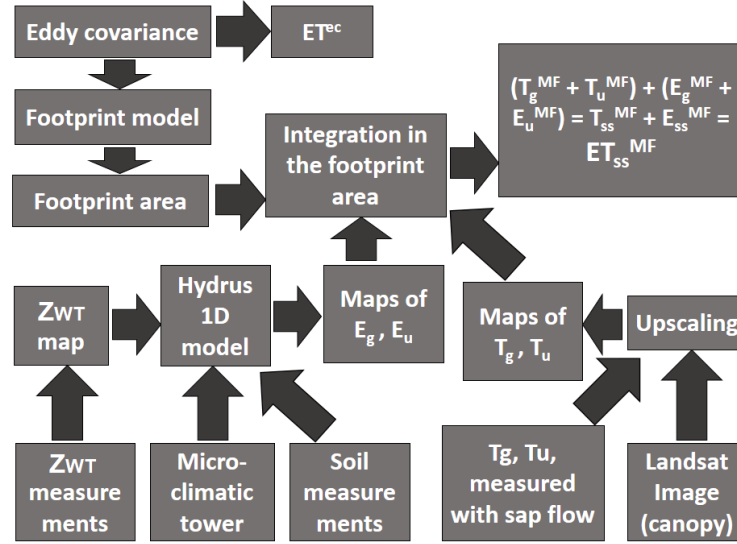 Eddy covariance
ET^ec
Footprint model
Footprint area
Integration in
the footprint
area
(T_g^MF + T_u^MF) + (E_g^MF +
E_u^MF) = T_ss^MF + E_ss^MF =
ET_ss^MF
ZWT
map
Hydrus
1D
model
Maps of
E_g , E_u
Maps of
T_g , T_u
Upscaling
ZWT
measure
ments
Micro-
climatic
tower
Soil
measure
ments
Tg, Tu,
measured
with sap flow
Landsat
Image
(canopy)